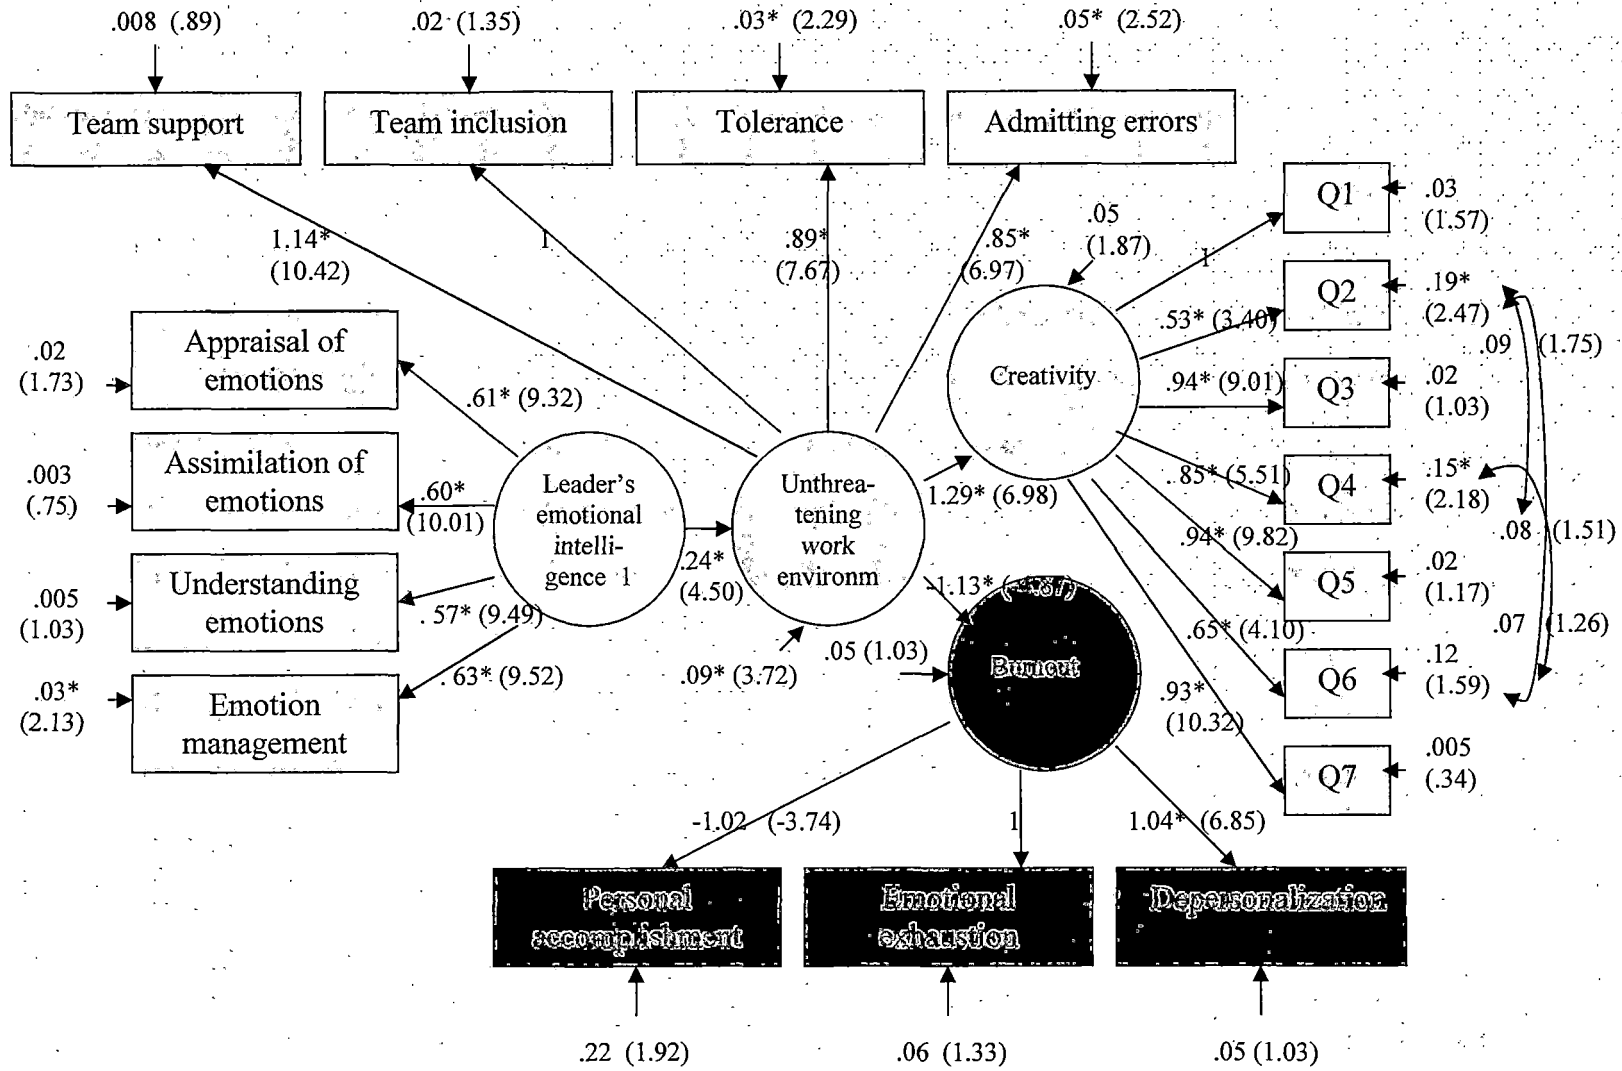 .008 (.89)
.02 (1.35)
.03* (2.29)
.05* (2.52)
Team support
Team inclusion
Tolerance
Admitting errors
1.14*
(10.42)
1
.89*
(7.67)
.85*
(6.97)
.05
(1.87)
1
Q1
.03
(1.57)
.53* (3.40)
Q2
.19*
(2.47)
.09
(1.75)
Creativity
.94* (9.01)
Q3
.02
(1.03)
.85* (5.51)
Q4
.15*
(2.18)
.08
(1.51)
.94* (9.82)
Q5
.02
(1.17)
.07
(1.26)
.65* (4.10)
Q6
.12
(1.59)
.93*
(10.32)
Q7
.005
(.34)
.02
(1.73)
Appraisal of
emotions
.61* (9.32)
.003
(.75)
Assimilation of
emotions
.60*
(10.01)
.005
(1.03)
Understanding
emotions
.57* (9.49)
.03*
(2.13)
Emotion
management
.63* (9.52)
Leader's
emotional
intelli-
gence 1
.24*
(4.50)
Unthrea-
tening
work
environm
.09* (3.72)
1.29* (6.98)
-1.13*
.05 (1.03)
Burnout
-1.02 (-3.74)
1
1.04* (6.85)
Personal
accomplishment
Emotional
exhaustion
Depersonalization
.22 (1.92)
.06 (1.33)
.05 (1.03)